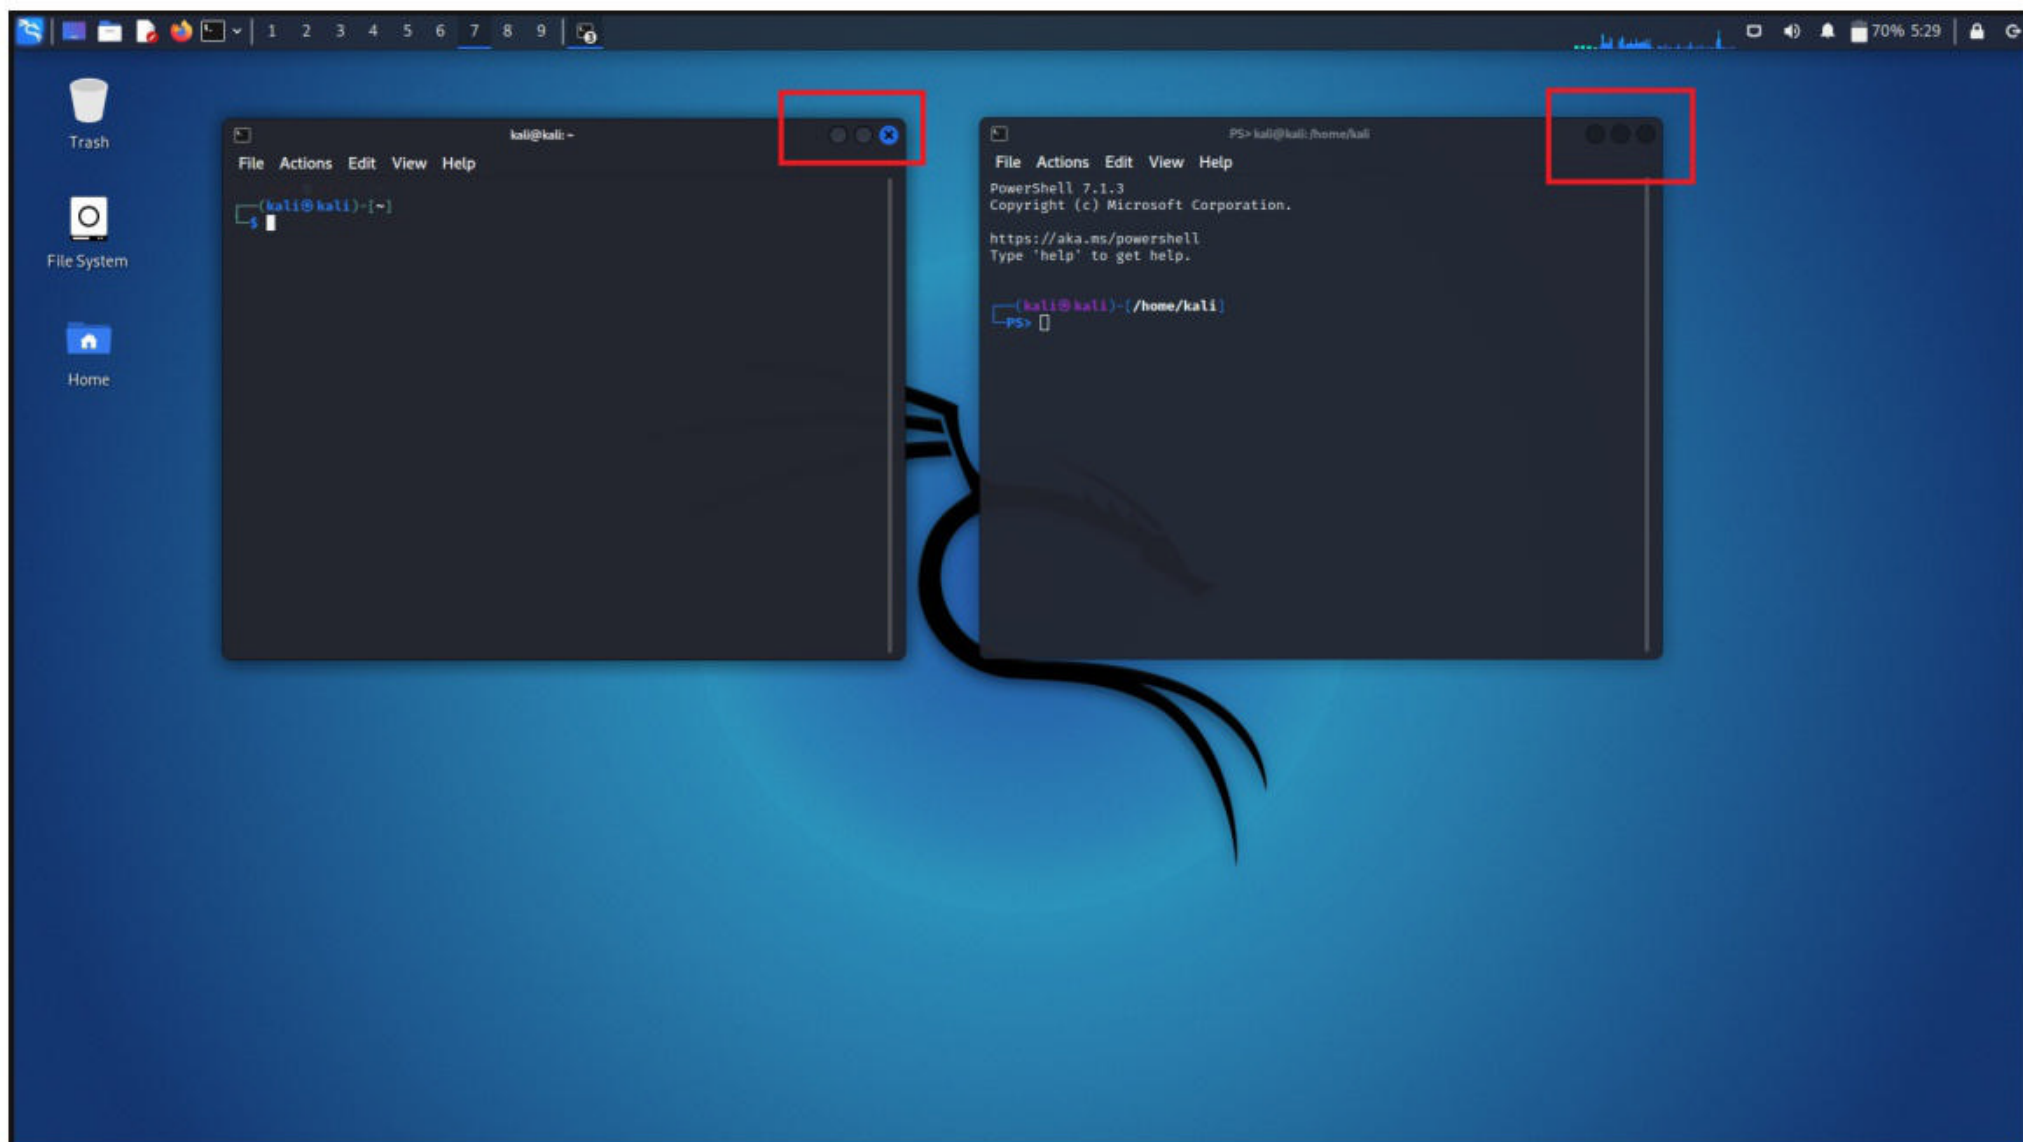 1 2 3 4 5 6 7 8 9 3 70% 5:29
Trash
File System
Home
kali@kali: ~
File Actions Edit View Help
┌──(kali㉿kali)-[~]
└─$
PS> kali@kali: /home/kali
File Actions Edit View Help
PowerShell 7.1.3
Copyright (c) Microsoft Corporation.
https://aka.ms/powershell
Type 'help' to get help.
┌──(kali㉿kali)-[/home/kali]
└─PS>